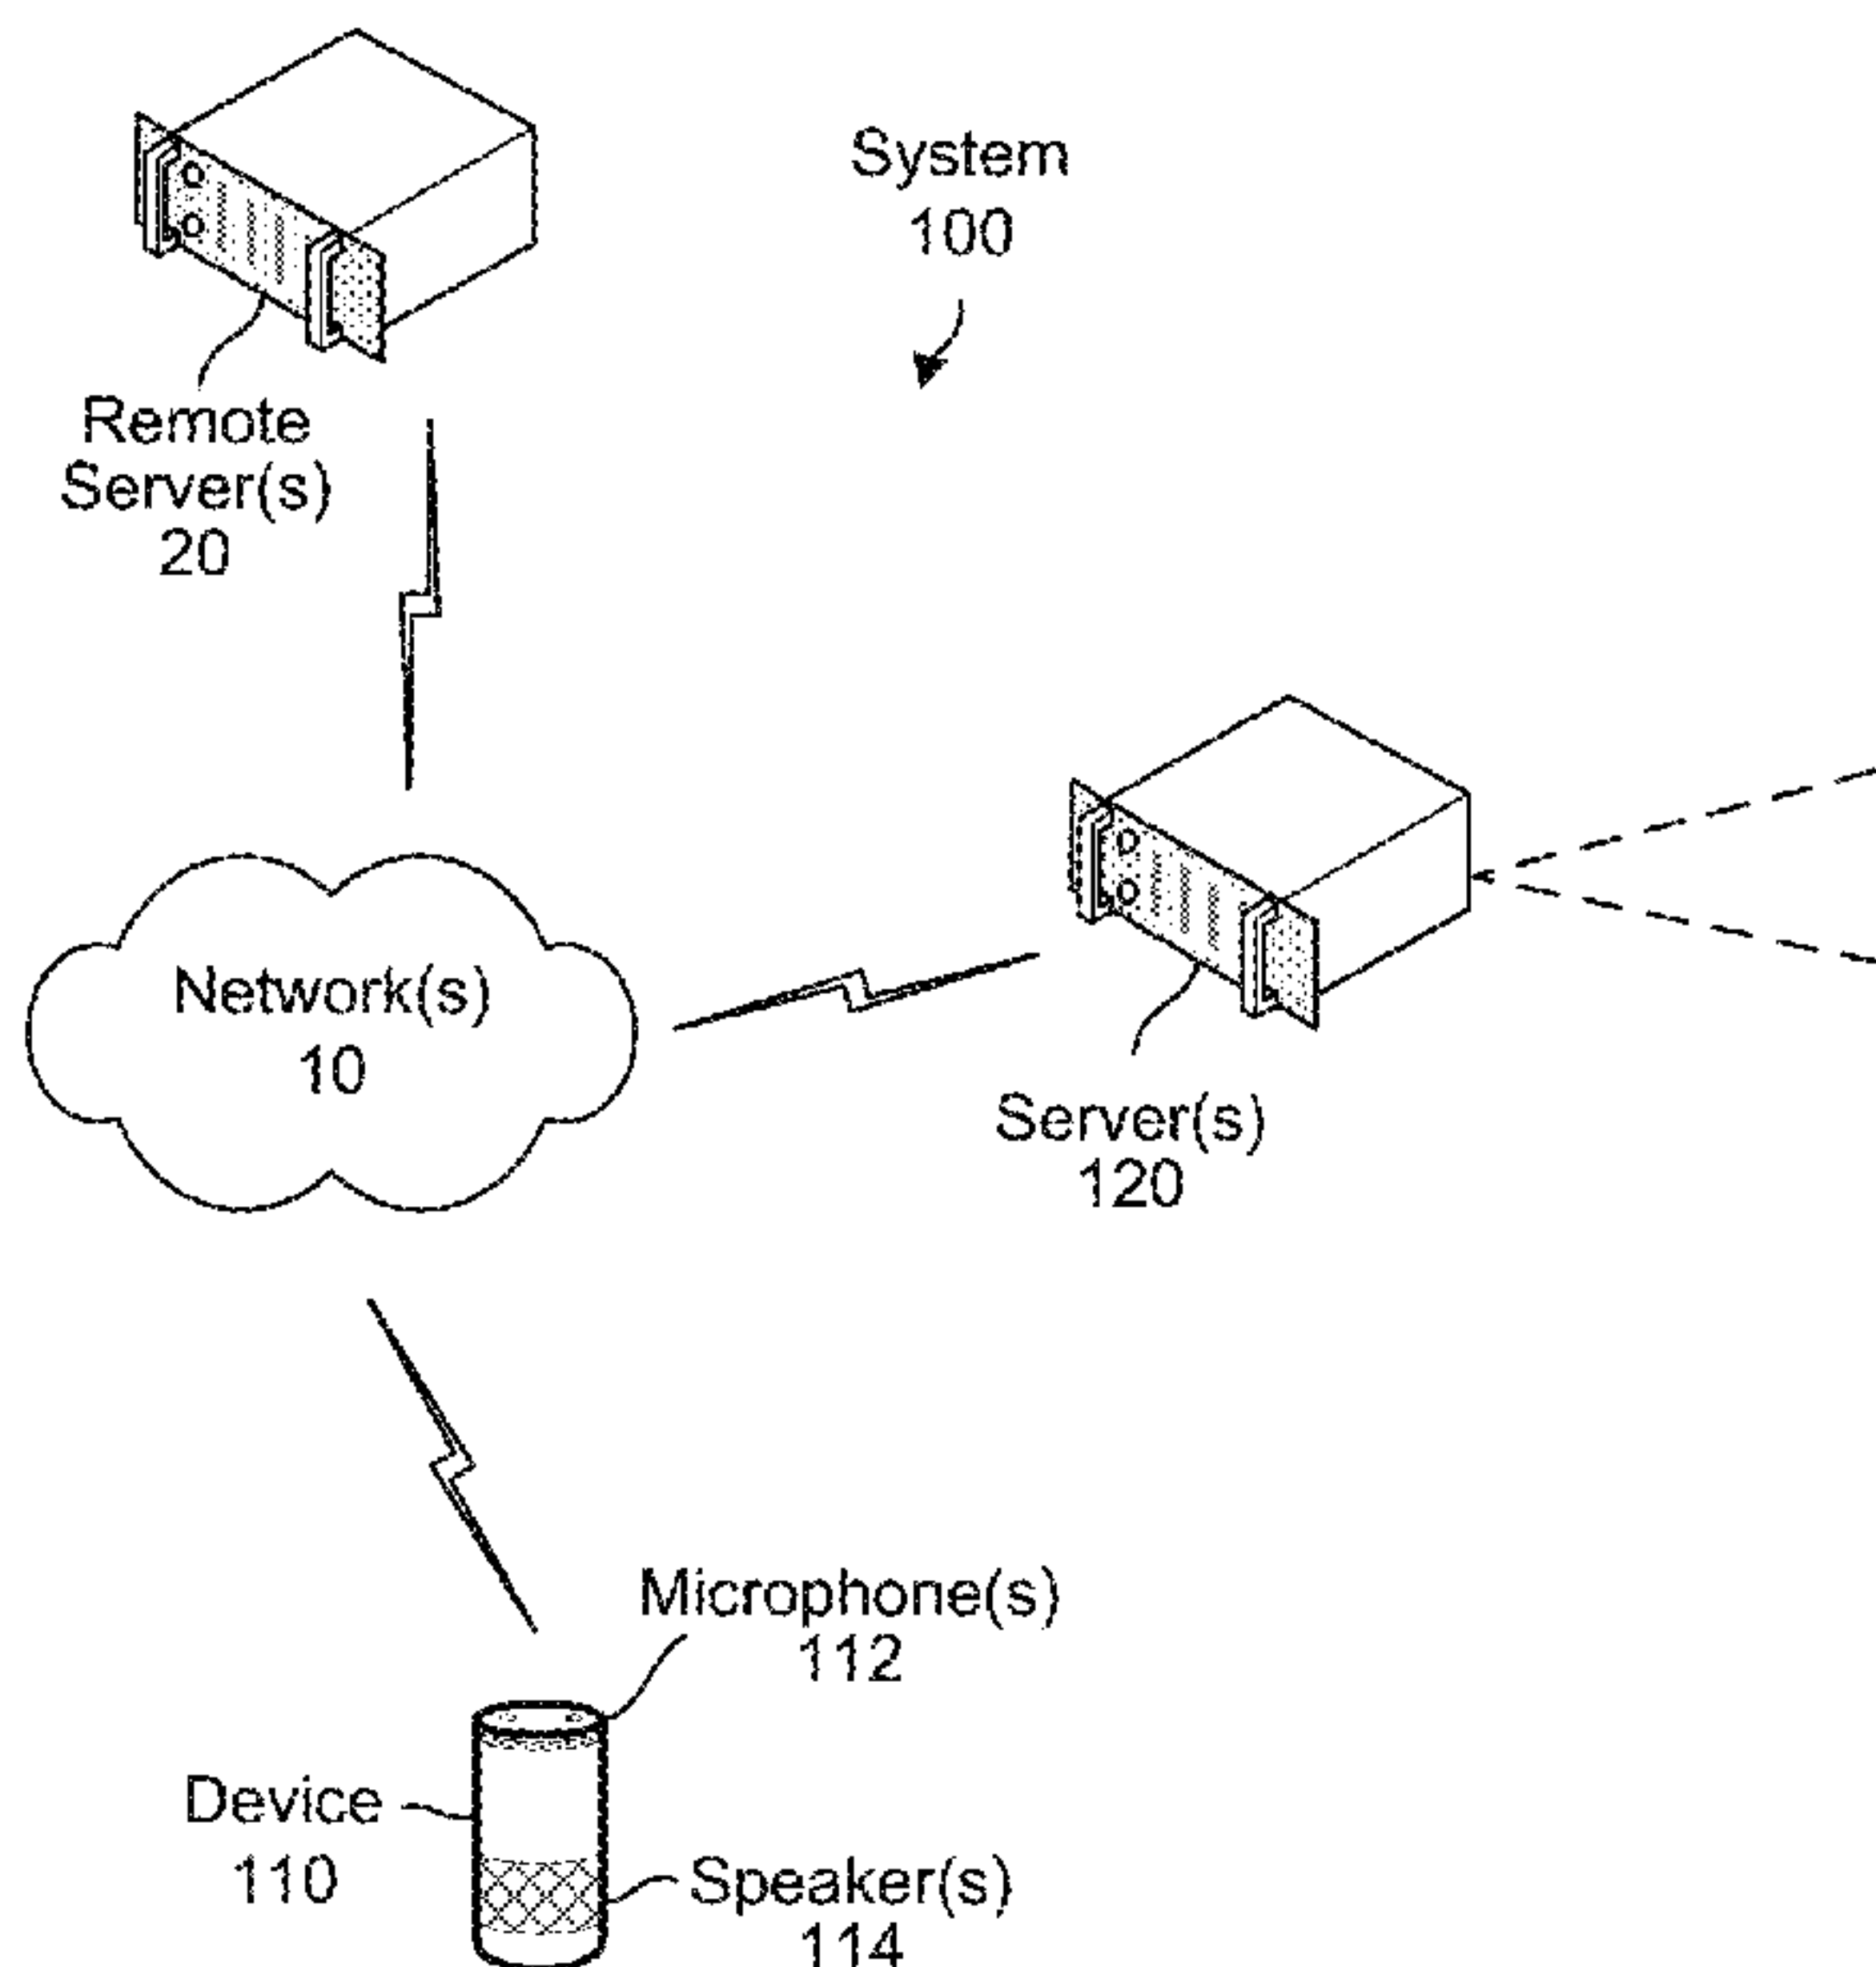 System
100
Remote
Server(s)
20
Network(s)
10
Server(s)
120
Microphone(s)
112
Device
110
Speaker(s)
114